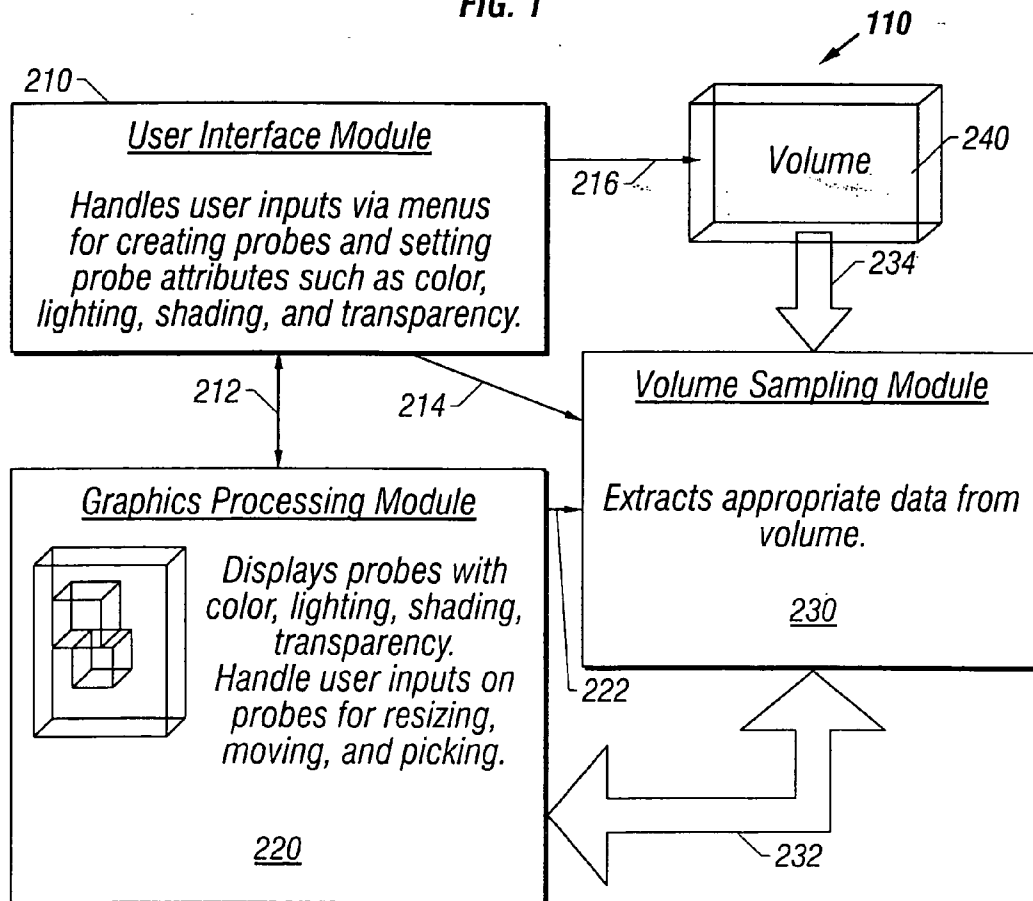 FIG. 1
110
210
User Interface Module
Handles user inputs via menus
for creating probes and setting
probe attributes such as color,
lighting, shading, and transparency.
216
Volume
240
234
212
214
Volume Sampling Module
Extracts appropriate data from
volume.
230
Graphics Processing Module
Displays probes with
color, lighting, shading,
transparency.
Handle user inputs on
probes for resizing,
moving, and picking.
220
222
232